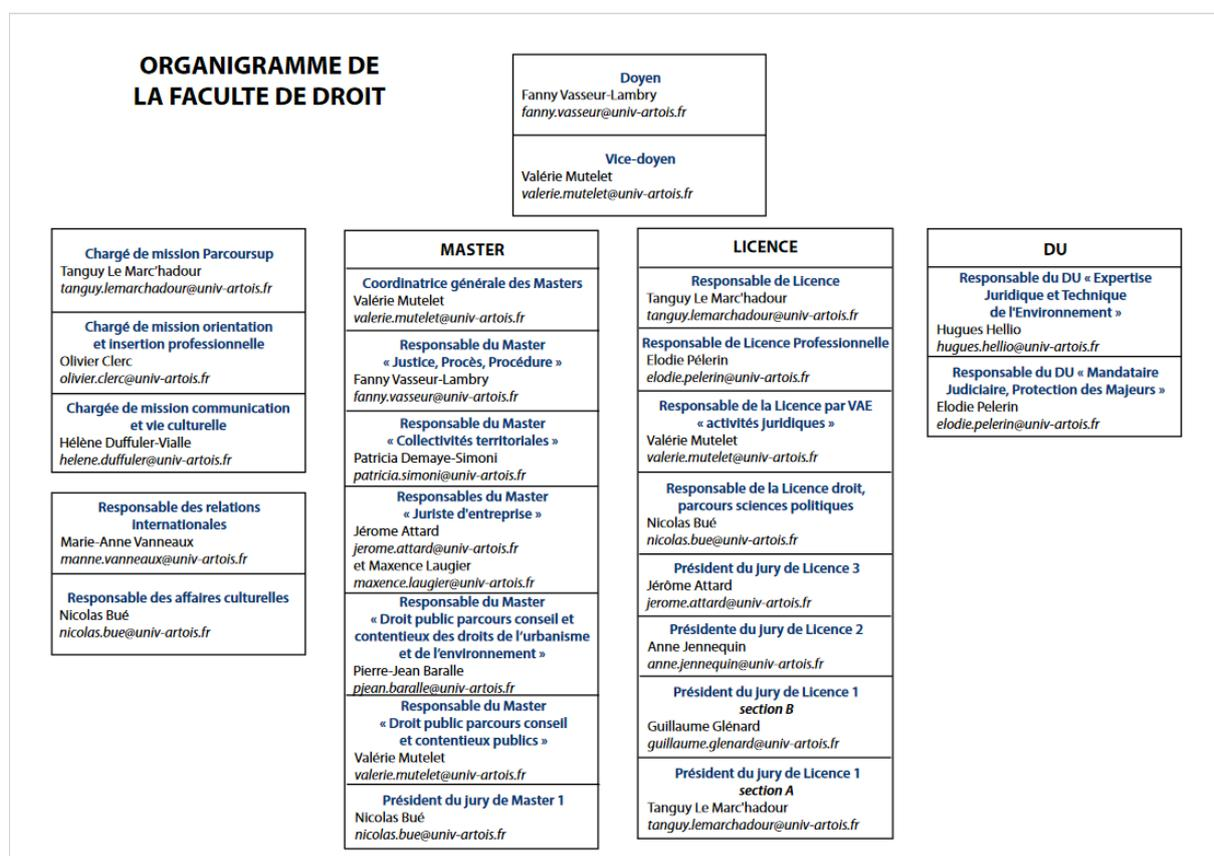 ORGANIGRAMME DE
LA FACULTE DE DROIT
Doyen
Fanny Vasseur-Lambry
fanny.vasseur@univ-artois.fr
Vice-doyen
Valérie Mutelet
valerie.mutelet@univ-artois.fr
Chargé de mission Parcoursup
Tanguy Le Marc'hadour
tanguy.lemarchadour@univ-artois.fr
Chargé de mission orientation
et insertion professionnelle
Olivier Clerc
olivier.clerc@univ-artois.fr
Chargée de mission communication
et vie culturelle
Hélène Duffuler-Vialle
helene.duffuler@univ-artois.fr
Responsable des relations
internationales
Marie-Anne Vanneaux
manne.vanneaux@univ-artois.fr
Responsable des affaires culturelles
Nicolas Bué
nicolas.bue@univ-artois.fr
MASTER
Coordinatrice générale des Masters
Valérie Mutelet
valerie.mutelet@univ-artois.fr
Responsable du Master
« Justice, Procès, Procédure »
Fanny Vasseur-Lambry
fanny.vasseur@univ-artois.fr
Responsable du Master
« Collectivités territoriales »
Patricia Demaye-Simoni
patricia.simoni@univ-artois.fr
Responsables du Master
« Juriste d'entreprise »
Jérome Attard
jerome.attard@univ-artois.fr
et Maxence Laugier
maxence.laugier@univ-artois.fr
Responsable du Master
« Droit public parcours conseil et
contentieux des droits de l'urbanisme
et de l'environnement »
Pierre-Jean Baralle
pjean.baralle@univ-artois.fr
Responsable du Master
« Droit public parcours conseil
et contentieux publics »
Valérie Mutelet
valerie.mutelet@univ-artois.fr
Président du jury de Master 1
Nicolas Bué
nicolas.bue@univ-artois.fr
LICENCE
Responsable de Licence
Tanguy Le Marc'hadour
tanguy.lemarchadour@univ-artois.fr
Responsable de Licence Professionnelle
Elodie Pélerin
elodie.pelerin@univ-artois.fr
Responsable de la Licence par VAE
« activités juridiques »
Valérie Mutelet
valerie.mutelet@univ-artois.fr
Responsable de la Licence droit,
parcours sciences politiques
Nicolas Bué
nicolas.bue@univ-artois.fr
Président du jury de Licence 3
Jérôme Attard
jerome.attard@univ-artois.fr
Présidente du jury de Licence 2
Anne Jennequin
anne.jennequin@univ-artois.fr
Président du jury de Licence 1
section B
Guillaume Glénard
guillaume.glenard@univ-artois.fr
Président du jury de Licence 1
section A
Tanguy Le Marc'hadour
tanguy.lemarchadour@univ-artois.fr
DU
Responsable du DU « Expertise
Juridique et Technique
de l'Environnement »
Hugues Hellio
hugues.hellio@univ-artois.fr
Responsable du DU « Mandataire
Judiciaire, Protection des Majeurs »
Elodie Pelerin
elodie.pelerin@univ-artois.fr